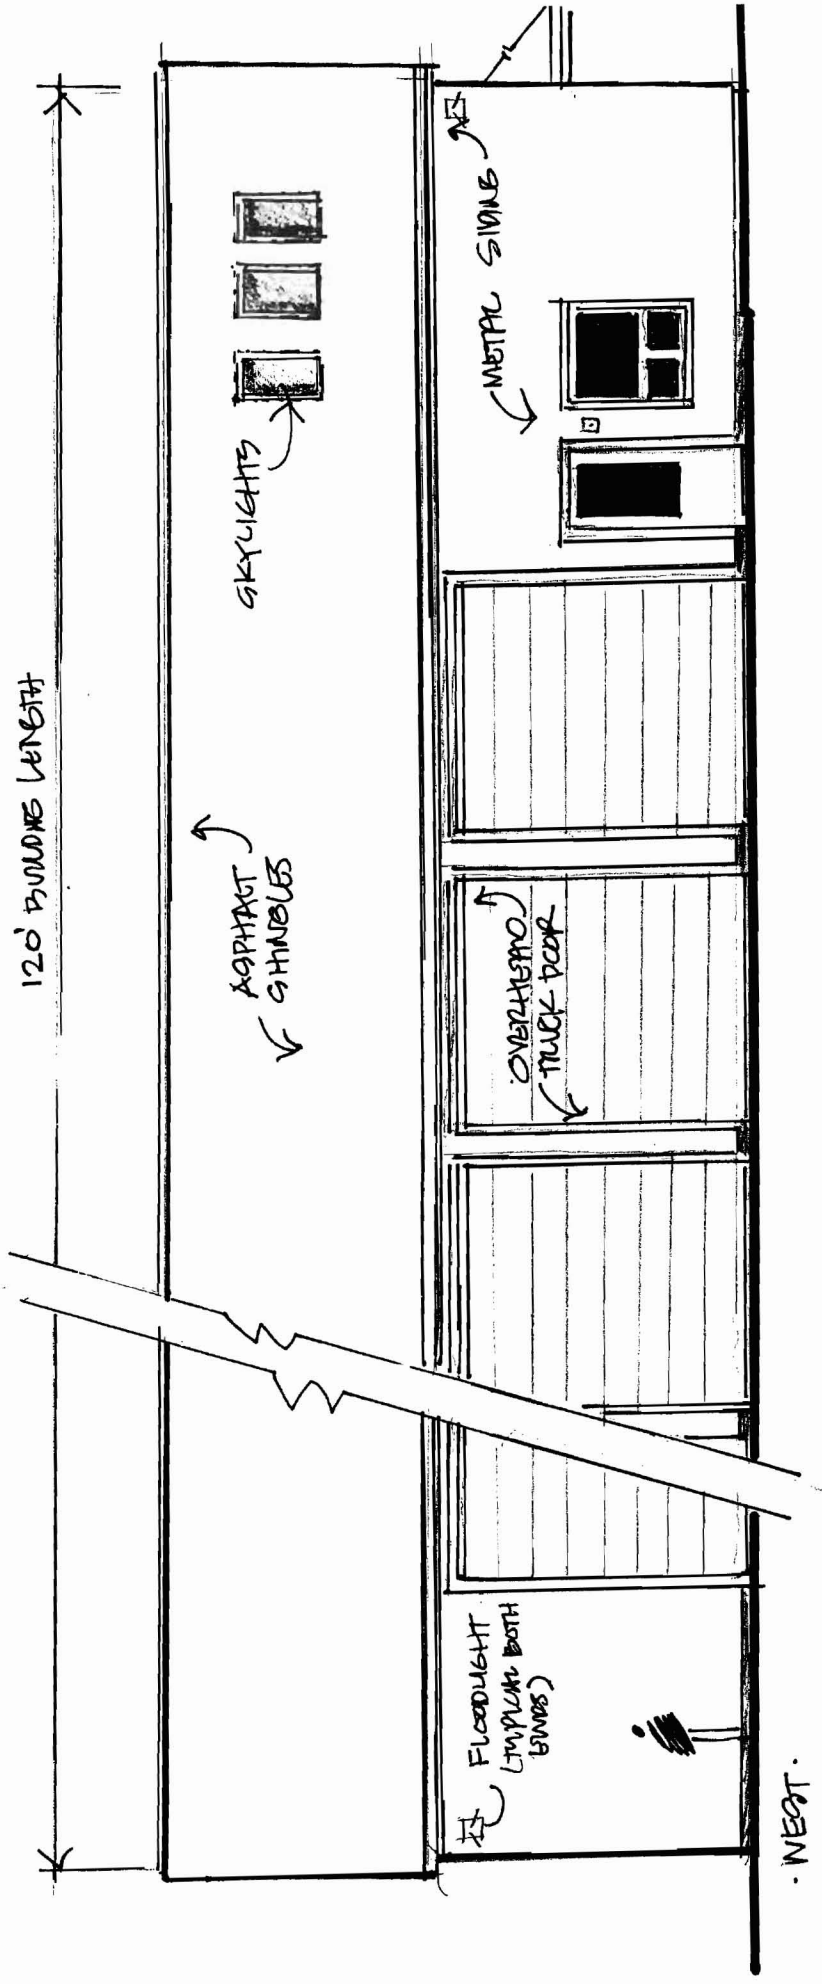 120' BUILDING LENGTH
SKYLIGHTS
ASPHALT
SHINGLES
METAL SIDING
OVERHEAD
TRUCK DOOR
FLOODLIGHT
(TYPICAL BOTH
ENDS)
·WEST·